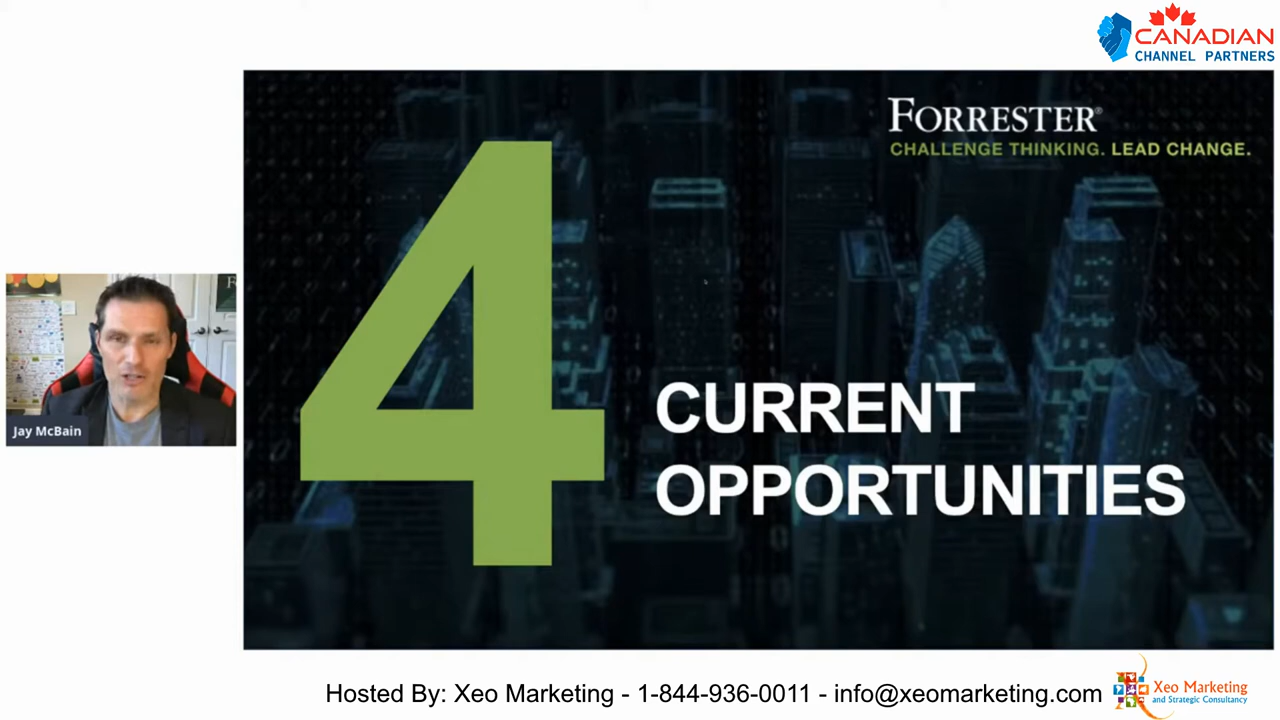 CANADIAN
CHANNEL PARTNERS
FORRESTER®
CHALLENGE THINKING. LEAD CHANGE.
4
CURRENT
OPPORTUNITIES
Jay McBain
Hosted By: Xeo Marketing - 1-844-936-0011 - info@xeomarketing.com
Xeo Marketing
and Strategic Consultancy